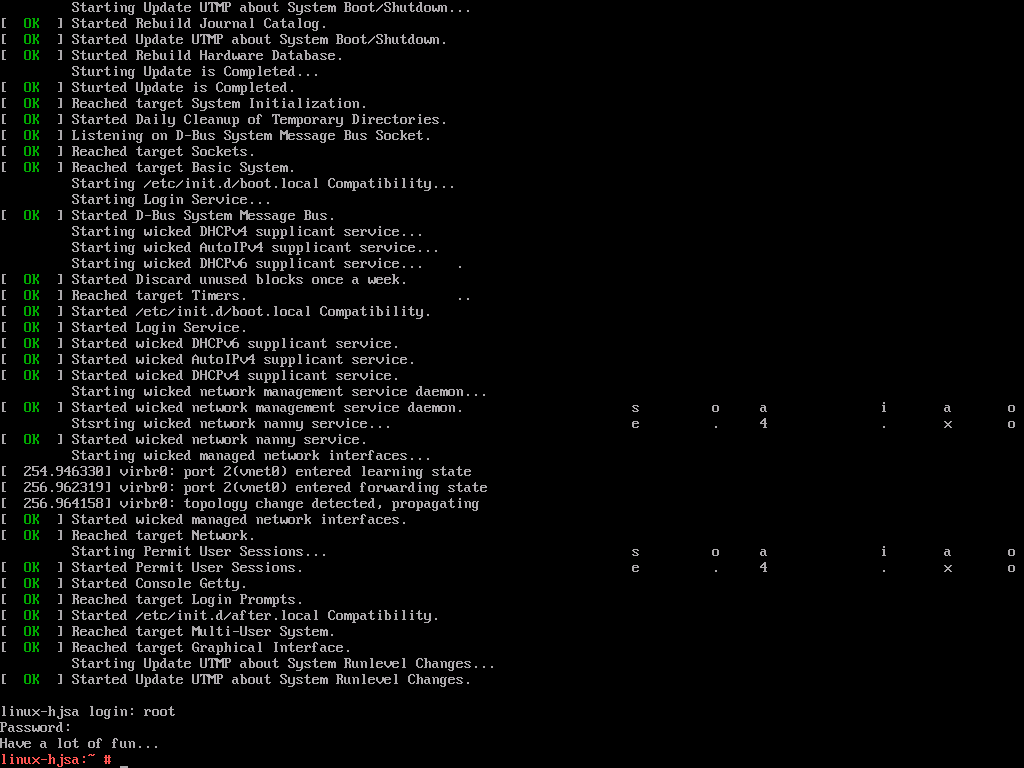 Starting Update UTMP about System Boot/Shutdown...
[  OK  ] Started Rebuild Journal Catalog.
[  OK  ] Started Update UTMP about System Boot/Shutdown.
[  OK  ] Started Rebuild Hardware Database.
Sturting Update is Completed...
[  OK  ] Sturted Update is Completed.
[  OK  ] Reached target System Initialization.
[  OK  ] Started Daily Cleanup of Temporary Directories.
[  OK  ] Listening on D-Bus System Message Bus Socket.
[  OK  ] Reached target Sockets.
[  OK  ] Reached target Basic System.
Starting /etc/init.d/boot.local Compatibility...
Starting Login Service...
[  OK  ] Started D-Bus System Message Bus.
Starting wicked DHCPv4 supplicant service...
Starting wicked AutoIPv4 supplicant service...
Starting wicked DHCPv6 supplicant service...    .
[  OK  ] Started Discard unused blocks once a week.
[  OK  ] Reached target Timers.                          ..
[  OK  ] Started /etc/init.d/boot.local Compatibility.
[  OK  ] Started Login Service.
[  OK  ] Started wicked DHCPv6 supplicant service.
[  OK  ] Started wicked AutoIPv4 supplicant service.
[  OK  ] Started wicked DHCPv4 supplicant service.
Starting wicked network management service daemon...
[  OK  ] Started wicked network management service daemon.                     s         o     a              i       a       o
Stsrting wicked network nanny service...                              e         .     4              .       x       o
[  OK  ] Started wicked network nanny service.
Starting wicked managed network interfaces...
[  254.946330] virbr0: port 2(vnet0) entered learning state
[  256.962319] virbr0: port 2(vnet0) entered forwarding state
[  256.964158] virbr0: topology change detected, propagating
[  OK  ] Started wicked managed network interfaces.
[  OK  ] Reached target Network.
Starting Permit User Sessions...                                      s         o     a              i       a       o
[  OK  ] Started Permit User Sessions.                                         e         .     4              .       x       o
[  OK  ] Started Console Getty.
[  OK  ] Reached target Login Prompts.
[  OK  ] Started /etc/init.d/after.local Compatibility.
[  OK  ] Reached target Multi-User System.
[  OK  ] Reached target Graphical Interface.
Starting Update UTMP about System Runlevel Changes...
[  OK  ] Started Update UTMP about System Runlevel Changes.
linux-hjsa login: root
Password:
Have a lot of fun...
linux-hjsa:~ # _